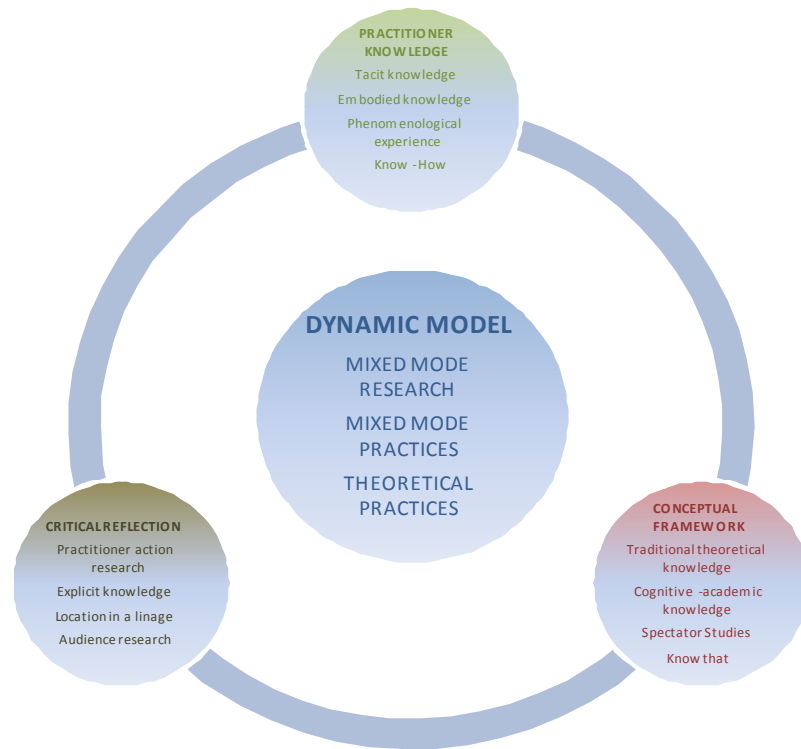 PRACTITIONER
KNOWLEDGE
Tacit knowledge
Embodied knowledge
Phenomenological
experience
Know -How
DYNAMIC MODEL
MIXED MODE
RESEARCH
MIXED MODE
PRACTICES
THEORETICAL
PRACTICES
CRITICAL REFLECTION
Practitioner action
research
Explicit knowledge
Location in a linage
Audience research
CONCEPTUAL
FRAMEWORK
Traditional theoretical
knowledge
Cognitive -academic
knowledge
Spectator Studies
Know that